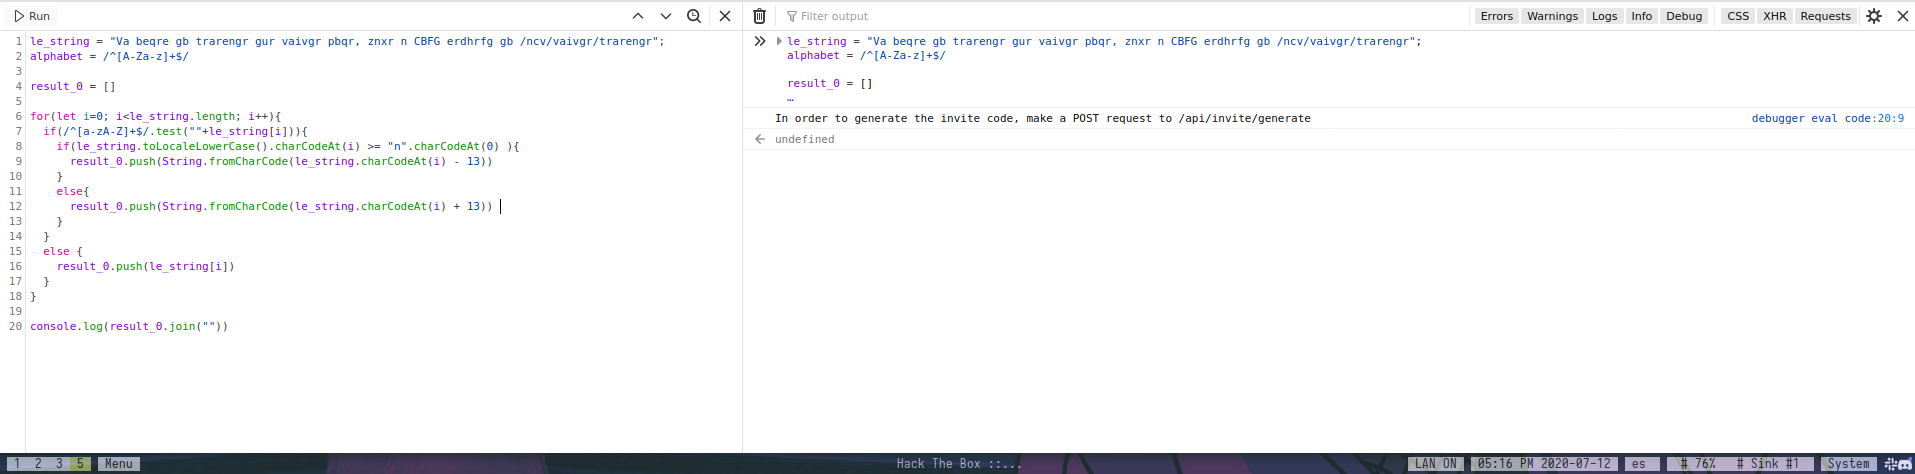 Run
Filter output
Errors Warnings Logs Info Debug CSS XHR Requests
1 le_string = "Va beqre gb trarengr gur vaivgr pbqr, znxr n CBFG erdhrfg gb /ncv/vaivgr/trarengr";
2 alphabet = /^[A-Za-z]+$/
3
4 result_0 = []
5
6 for(let i=0; i<le_string.length; i++){
7 if(/^[a-zA-Z]+$/.test(""+le_string[i])){
8 if(le_string.toLocaleLowerCase().charCodeAt(i) >= "n".charCodeAt(0) ){
9 result_0.push(String.fromCharCode(le_string.charCodeAt(i) - 13))
10 }
11 else{
12 result_0.push(String.fromCharCode(le_string.charCodeAt(i) + 13))
13 }
14 }
15 else {
16 result_0.push(le_string[i])
17 }
18 }
19
20 console.log(result_0.join(""))
le_string = "Va beqre gb trarengr gur vaivgr pbqr, znxr n CBFG erdhrfg gb /ncv/vaivgr/trarengr";
alphabet = /^[A-Za-z]+$/
result_0 = []
…
In order to generate the invite code, make a POST request to /api/invite/generate debugger eval code:20:9
undefined
1 2 3 5 Menu Hack The Box ::... LAN ON 05:16 PM 2020-07-12 es # 76% # Sink #1 System